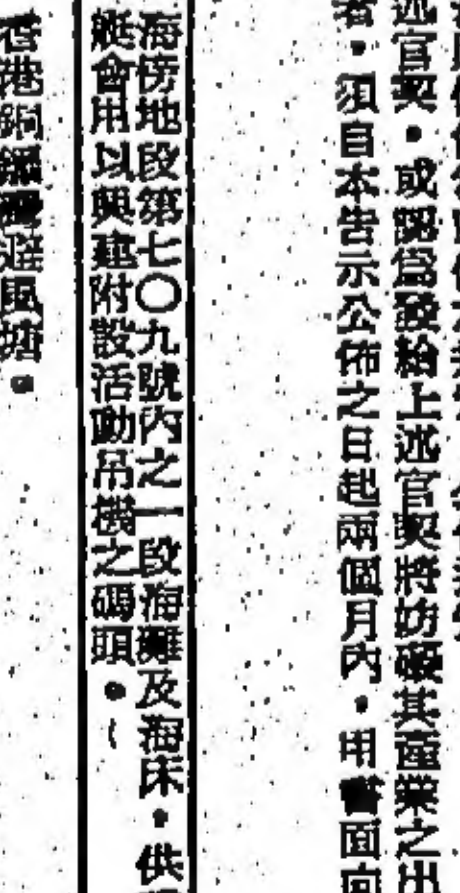 述官契，或認為發給上述官契將妨礙其產業之出
者，須自本告示公佈之日起兩個月內，用書面向
海傍地段第七〇九號內之一段海灘及海床，供
艇會用以興建附設活動吊機之碼頭。（
香港銅鑼灣避風塘。